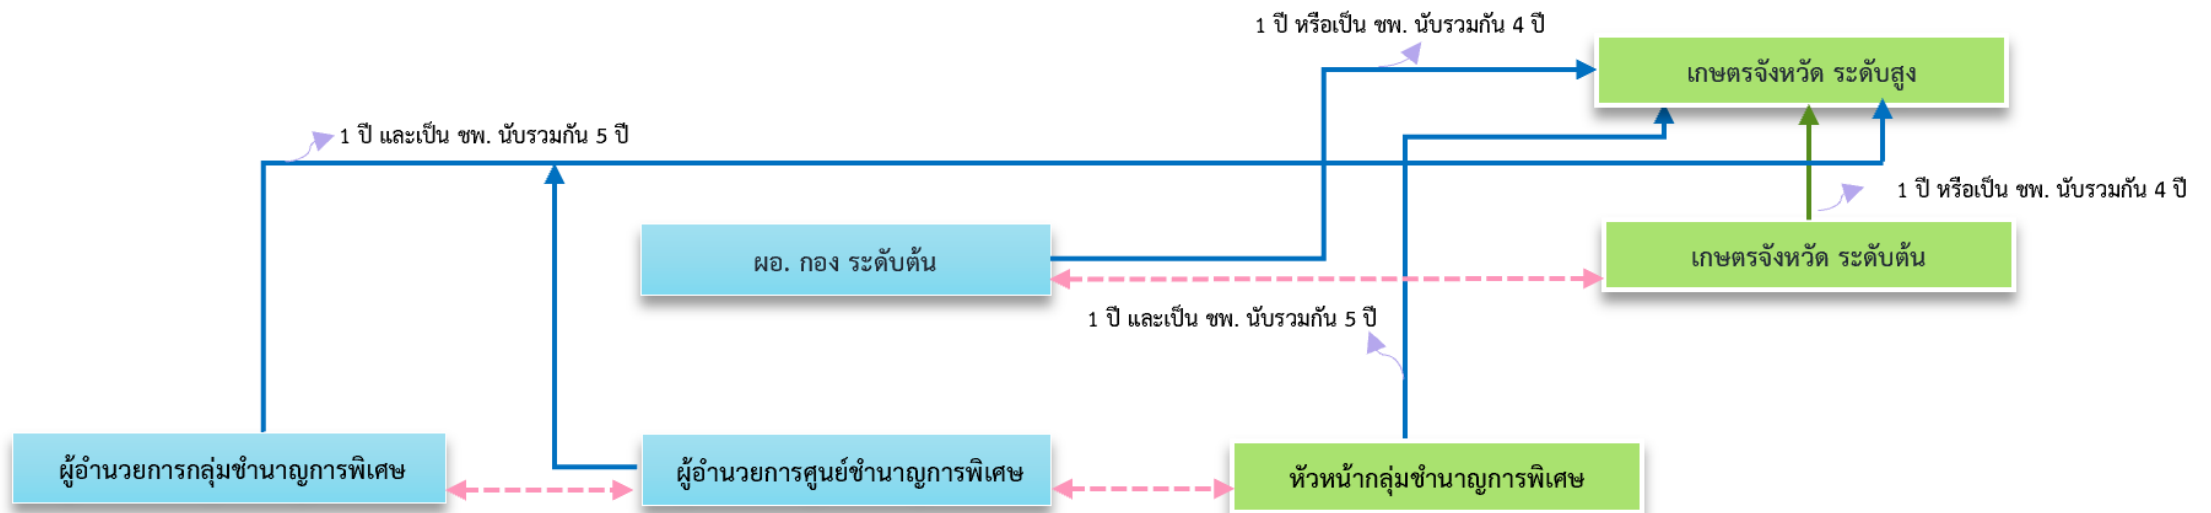 1 ปี หรือเป็น ชพ. นับรวมกัน 4 ปี
เกษตรจังหวัด ระดับสูง
1 ปี และเป็น ชพ. นับรวมกัน 5 ปี
1 ปี หรือเป็น ชพ. นับรวมกัน 4 ปี
ผอ. กอง ระดับต้น
เกษตรจังหวัด ระดับต้น
1 ปี และเป็น ชพ. นับรวมกัน 5 ปี
ผู้อำนวยการกลุ่มชำนาญการพิเศษ
ผู้อำนวยการศูนย์ชำนาญการพิเศษ
หัวหน้ากลุ่มชำนาญการพิเศษ